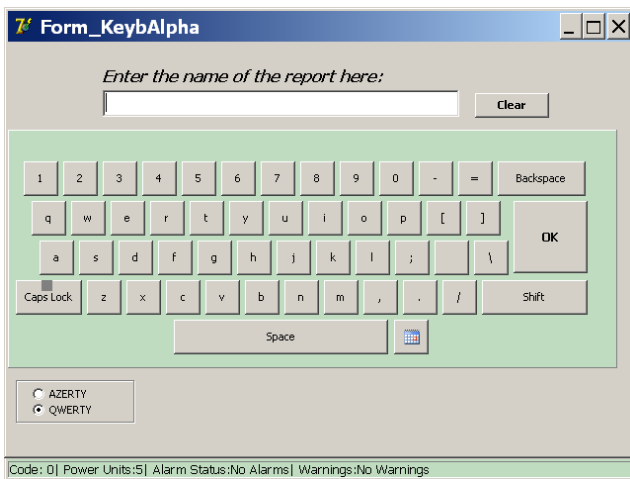 Form_KeybAlpha
Enter the name of the report here:
Clear
1 2 3 4 5 6 7 8 9 0 - = Backspace
q w e r t y u i o p [ ]
OK
a s d f g h j k l ; \
Caps Lock z x c v b n m , . / Shift
Space
AZERTY
QWERTY
Code: 0| Power Units:5| Alarm Status:No Alarms| Warnings:No Warnings